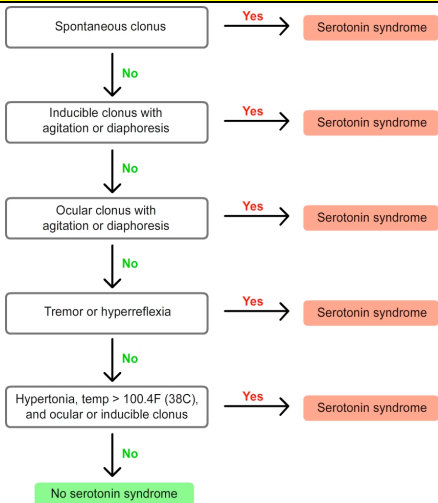 Spontaneous clonus
Yes
Serotonin syndrome
No
Inducible clonus with
agitation or diaphoresis
Yes
Serotonin syndrome
No
Ocular clonus with
agitation or diaphoresis
Yes
Serotonin syndrome
No
Tremor or hyperreflexia
Yes
Serotonin syndrome
No
Hypertonia, temp > 100.4F (38C),
and ocular or inducible clonus
Yes
Serotonin syndrome
No
No serotonin syndrome